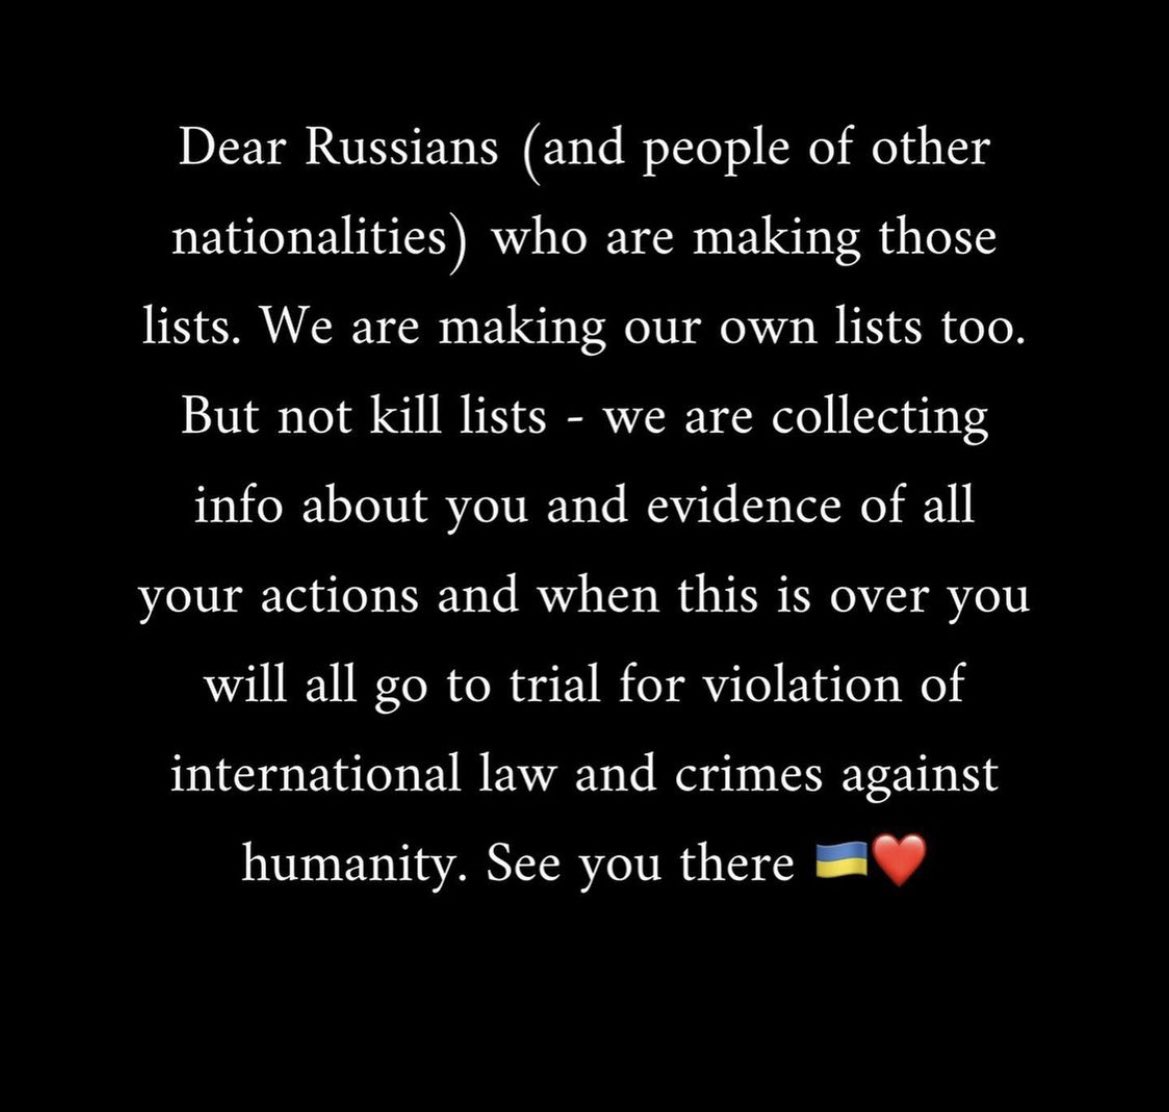 Dear Russians (and people of other
nationalities) who are making those
lists. We are making our own lists too.
But not kill lists - we are collecting
info about you and evidence of all
your actions and when this is over you
will all go to trial for violation of
international law and crimes against
humanity. See you there 🇺🇦❤️